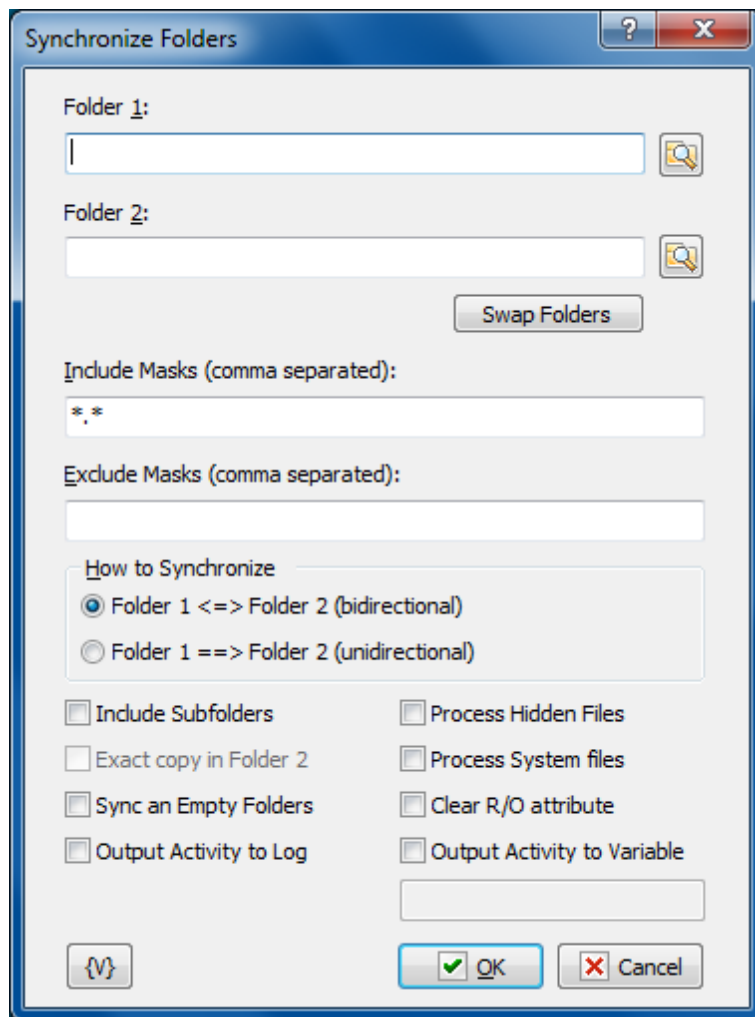 Synchronize Folders
?
Folder 1:
Folder 2:
Swap Folders
Include Masks (comma separated):
*.*
Exclude Masks (comma separated):
How to Synchronize
Folder 1 <=> Folder 2 (bidirectional)
Folder 1 ==> Folder 2 (unidirectional)
Include Subfolders
Process Hidden Files
Exact copy in Folder 2
Process System files
Sync an Empty Folders
Clear R/O attribute
Output Activity to Log
Output Activity to Variable
{V}
OK
Cancel